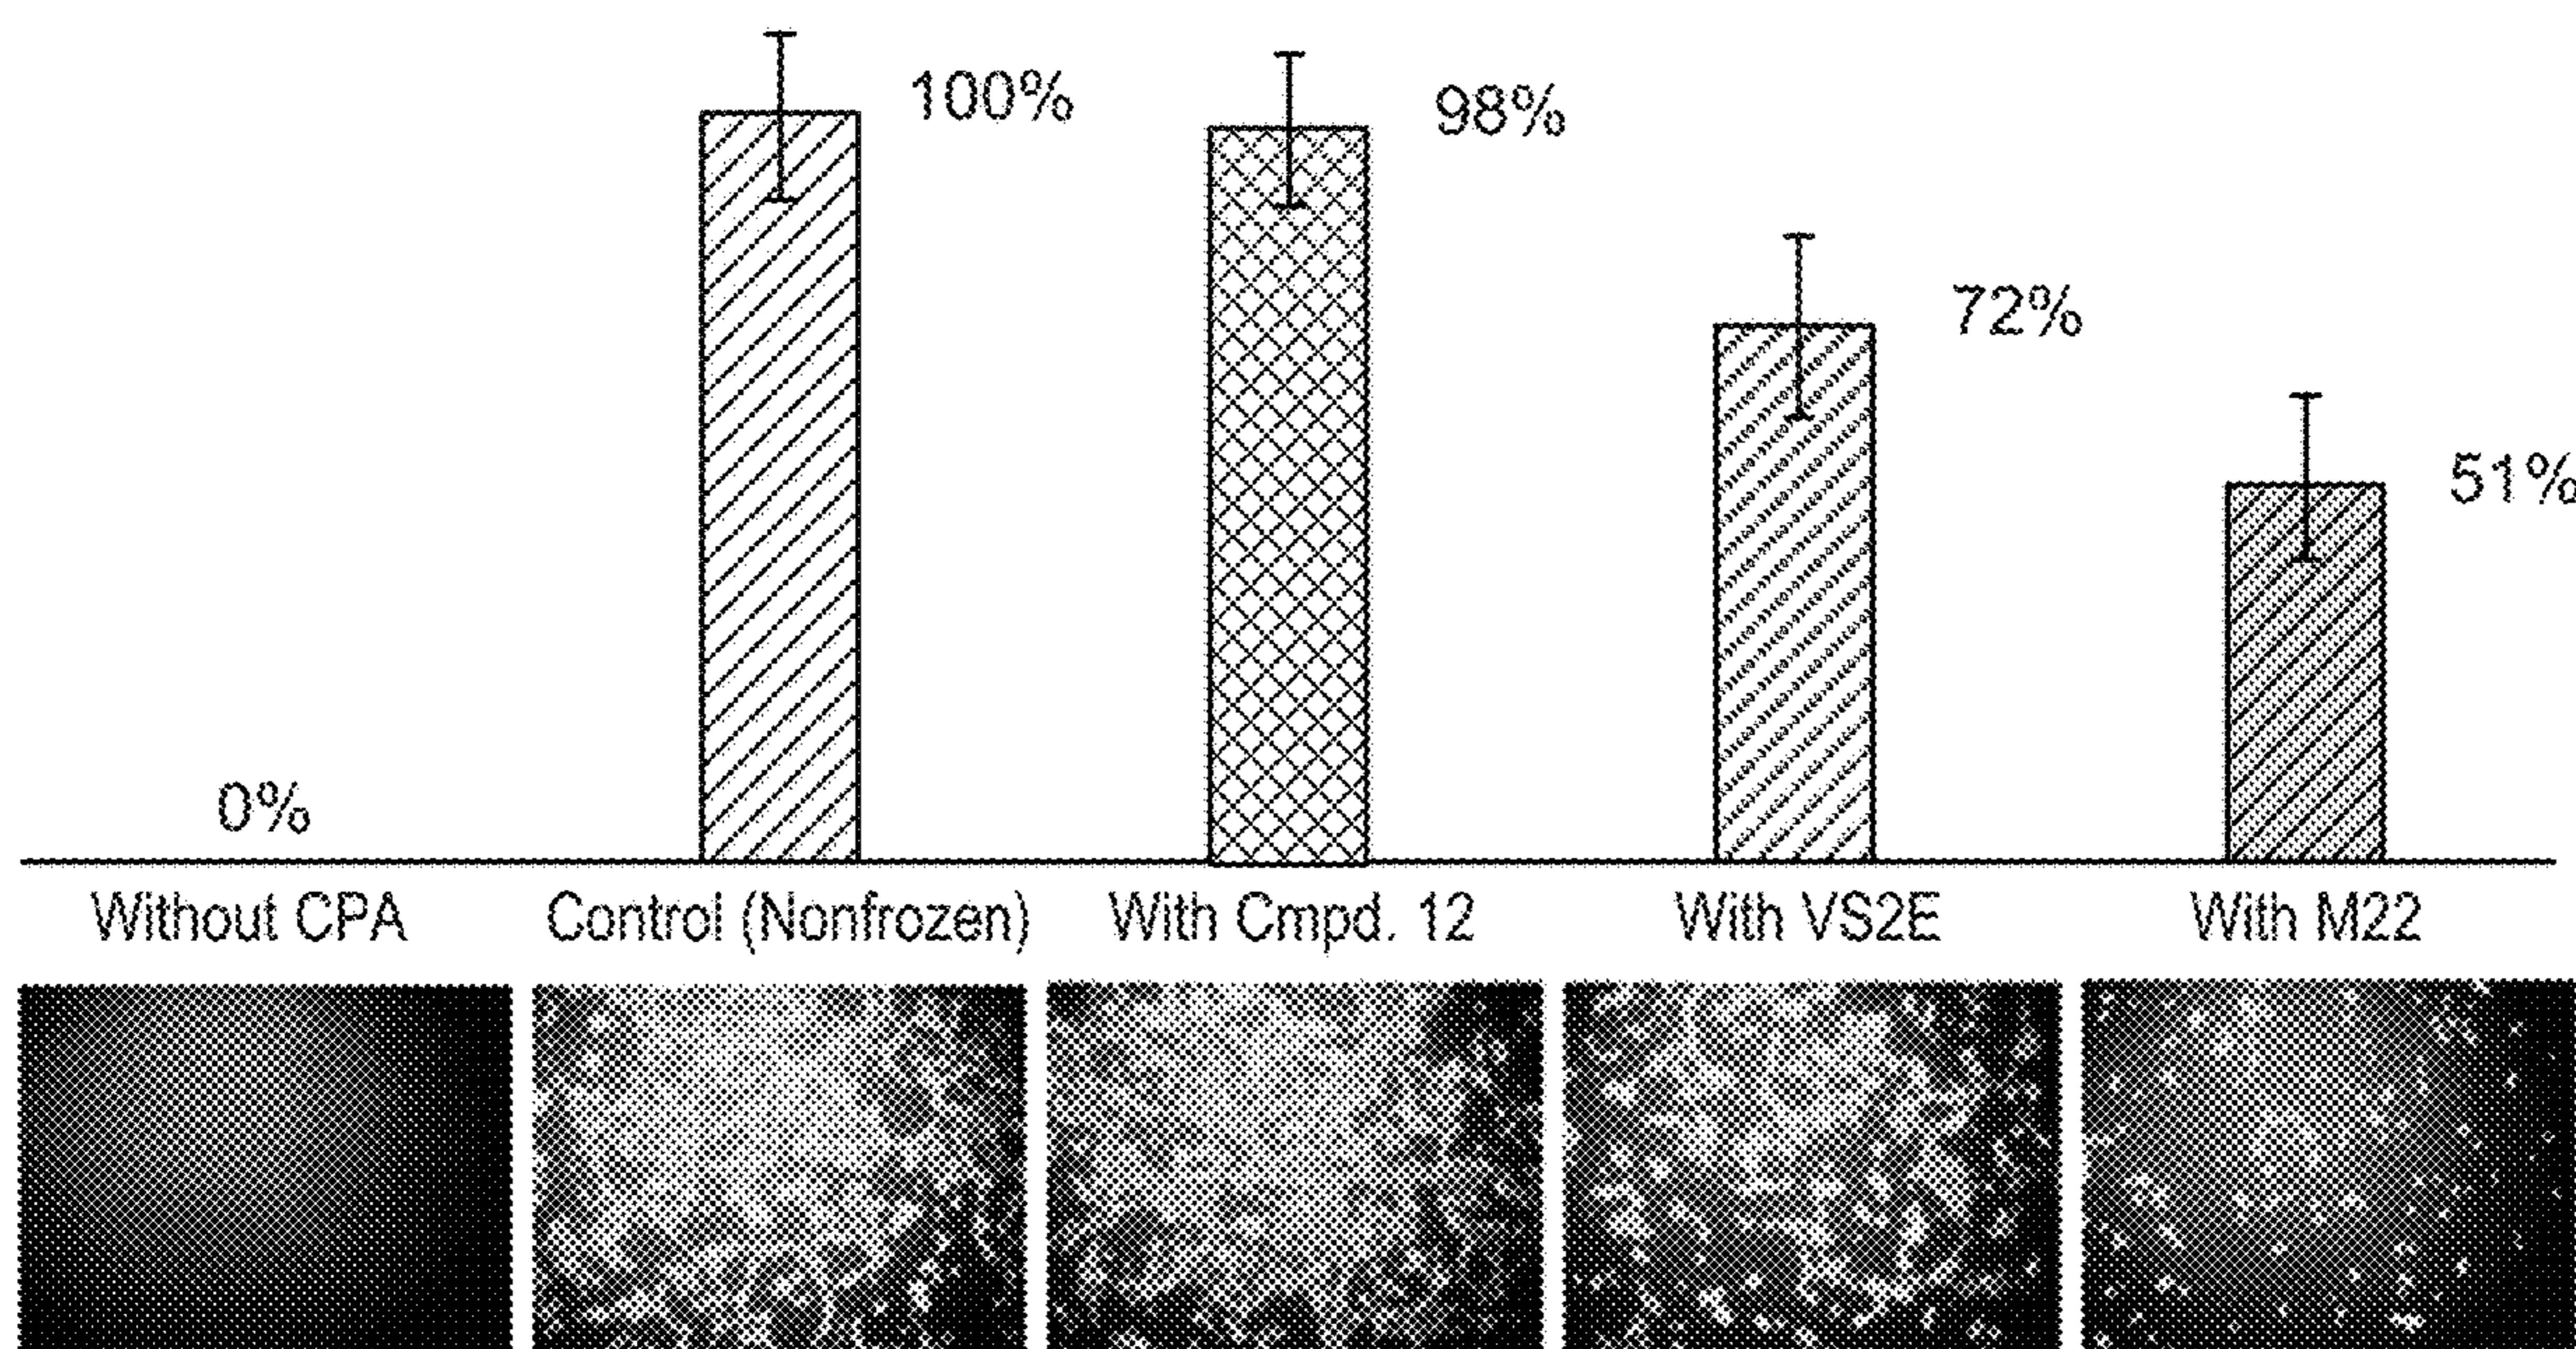 100%
98%
72%
51%
0%
Without CPA
Control (Nonfrozen)
With Cmpd. 12
With VS2E
With M22